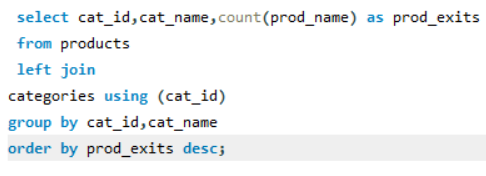 select cat_id,cat_name,count(prod_name) as prod_exits
from products
left join
categories using (cat_id)
group by cat_id,cat_name
order by prod_exits desc;